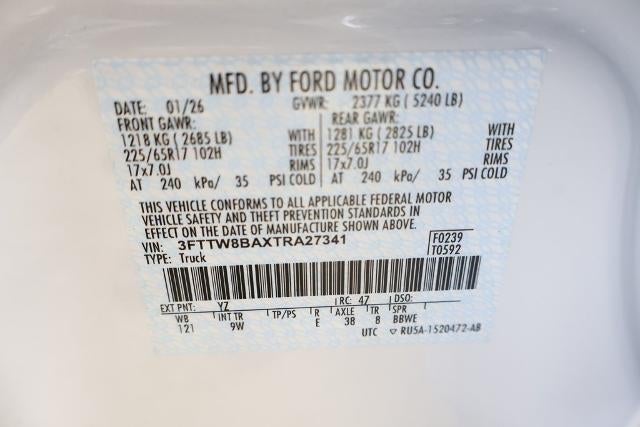 MFD. BY FORD MOTOR CO.
DATE: 01/26 GVWR: 2377 KG (5240 LB)
FRONT GAWR: REAR GAWR:
1218 KG (2685 LB) WITH 1281 KG (2825 LB) WITH
225/65R17 102H TIRES 225/65R17 102H TIRES
17x7.0J RIMS 17x7.0J RIMS
AT 240 kPa/ 35 PSI COLD AT 240 kPa/ 35 PSI COLD
THIS VEHICLE CONFORMS TO ALL APPLICABLE FEDERAL MOTOR
VEHICLE SAFETY AND THEFT PREVENTION STANDARDS IN
EFFECT ON THE DATE OF MANUFACTURE SHOWN ABOVE.
VIN: 3FTTW8BAXTRA27341 F0239
TYPE: Truck T0592
EXT PNT: YZ RC: 47 DSO:
WB INT TR TP/PS R AXLE TR SPR
121 9W E 38 8 BBWE
UTC ▽ RU5A-1520472-AB